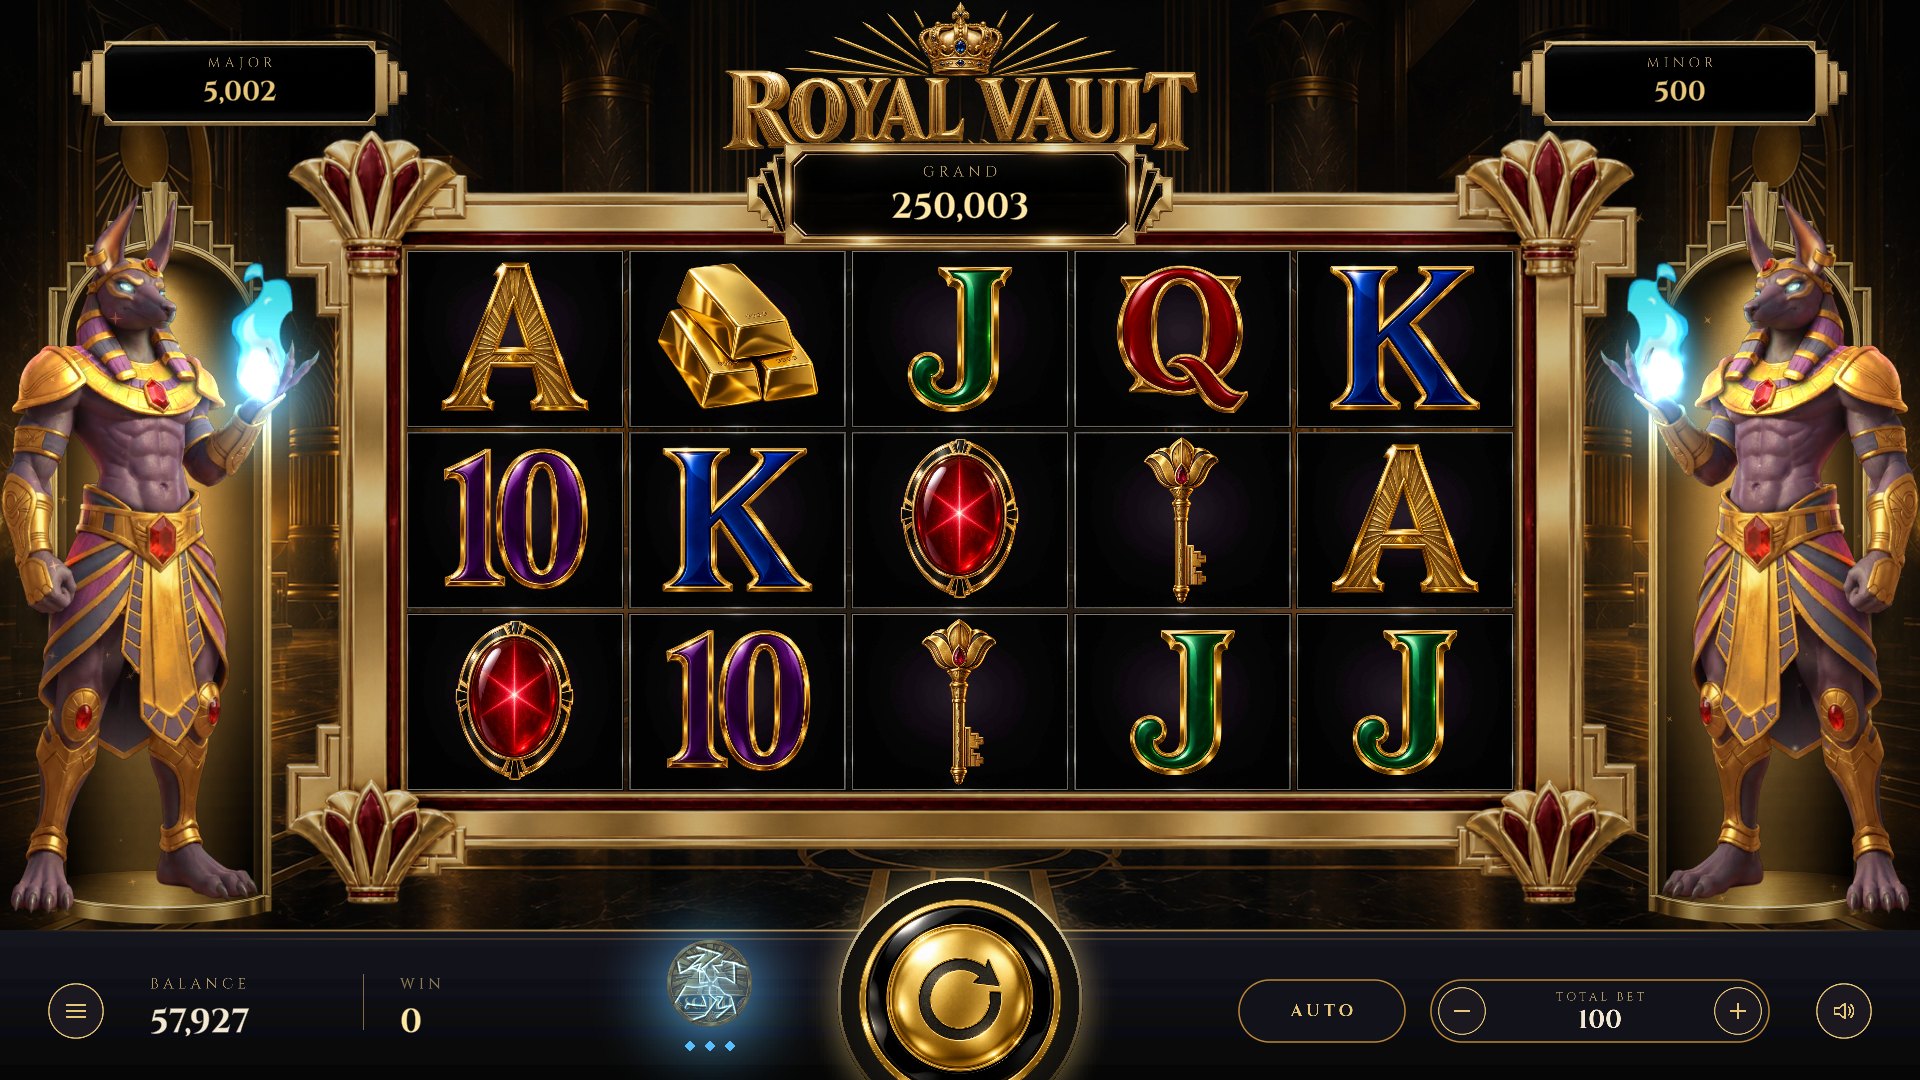 MAJOR
5,002
ROYAL VAULT
MINOR
500
GRAND
250,003
A
J
Q
K
10
K
A
10
J
J
BALANCE
57,927
WIN
0
AUTO
TOTAL BET
100